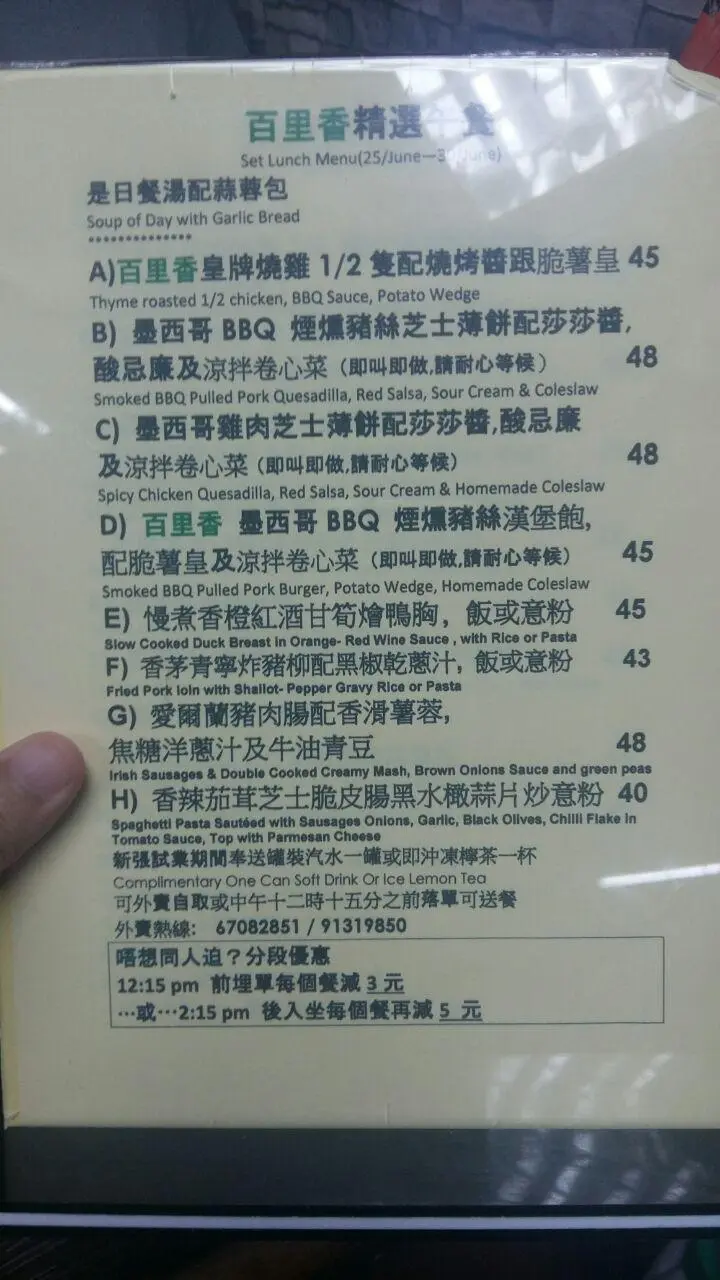 百里香精選午餐
Set Lunch Menu(25/June—3 June)
是日餐湯配蒜蓉包
Soup of Day with Garlic Bread
**************
A)百里香皇牌燒雞 1/2 隻配燒烤醬跟脆薯皇 45
Thyme roasted 1/2 chicken, BBQ Sauce, Potato Wedge
B) 墨西哥 BBQ 煙燻豬絲芝士薄餅配莎莎醬,
酸忌廉及涼拌卷心菜 (即叫即做,請耐心等候) 48
Smoked BBQ Pulled Pork Quesadilla, Red Salsa, Sour Cream & Coleslaw
C) 墨西哥雞肉芝士薄餅配莎莎醬,酸忌廉
及涼拌卷心菜 (即叫即做,請耐心等候) 48
Spicy Chicken Quesadilla, Red Salsa, Sour Cream & Homemade Coleslaw
D) 百里香 墨西哥 BBQ 煙燻豬絲漢堡飽,
配脆薯皇及涼拌卷心菜 (即叫即做,請耐心等候) 45
Smoked BBQ Pulled Pork Burger, Potato Wedge, Homemade Coleslaw
E) 慢煮香橙紅酒甘筍燴鴨胸, 飯或意粉 45
Slow Cooked Duck Breast in Orange- Red Wine Sauce , with Rice or Pasta
F) 香茅青寧炸豬柳配黑椒乾蔥汁, 飯或意粉 43
Fried Pork loin with Shallot- Pepper Gravy Rice or Pasta
G) 愛爾蘭豬肉腸配香滑薯蓉,
焦糖洋蔥汁及牛油青豆 48
Irish Sausages & Double Cooked Creamy Mash, Brown Onions Sauce and green peas
H) 香辣茄茸芝士脆皮腸黑水橄蒜片炒意粉 40
Spaghetti Pasta Sautéed with Sausages Onions, Garlic, Black Olives, Chilli Flake in
Tomato Sauce, Top with Parmesan Cheese
新張試業期間奉送罐裝汽水一罐或即沖凍檸茶一杯
Complimentary One Can Soft Drink Or Ice Lemon Tea
可外賣自取或中午十二時十五分之前落單可送餐
外賣熱線: 67082851 / 91319850
唔想同人迫？分段優惠
12:15 pm 前埋單每個餐減 3 元
…或…2:15 pm 後入坐每個餐再減 5 元